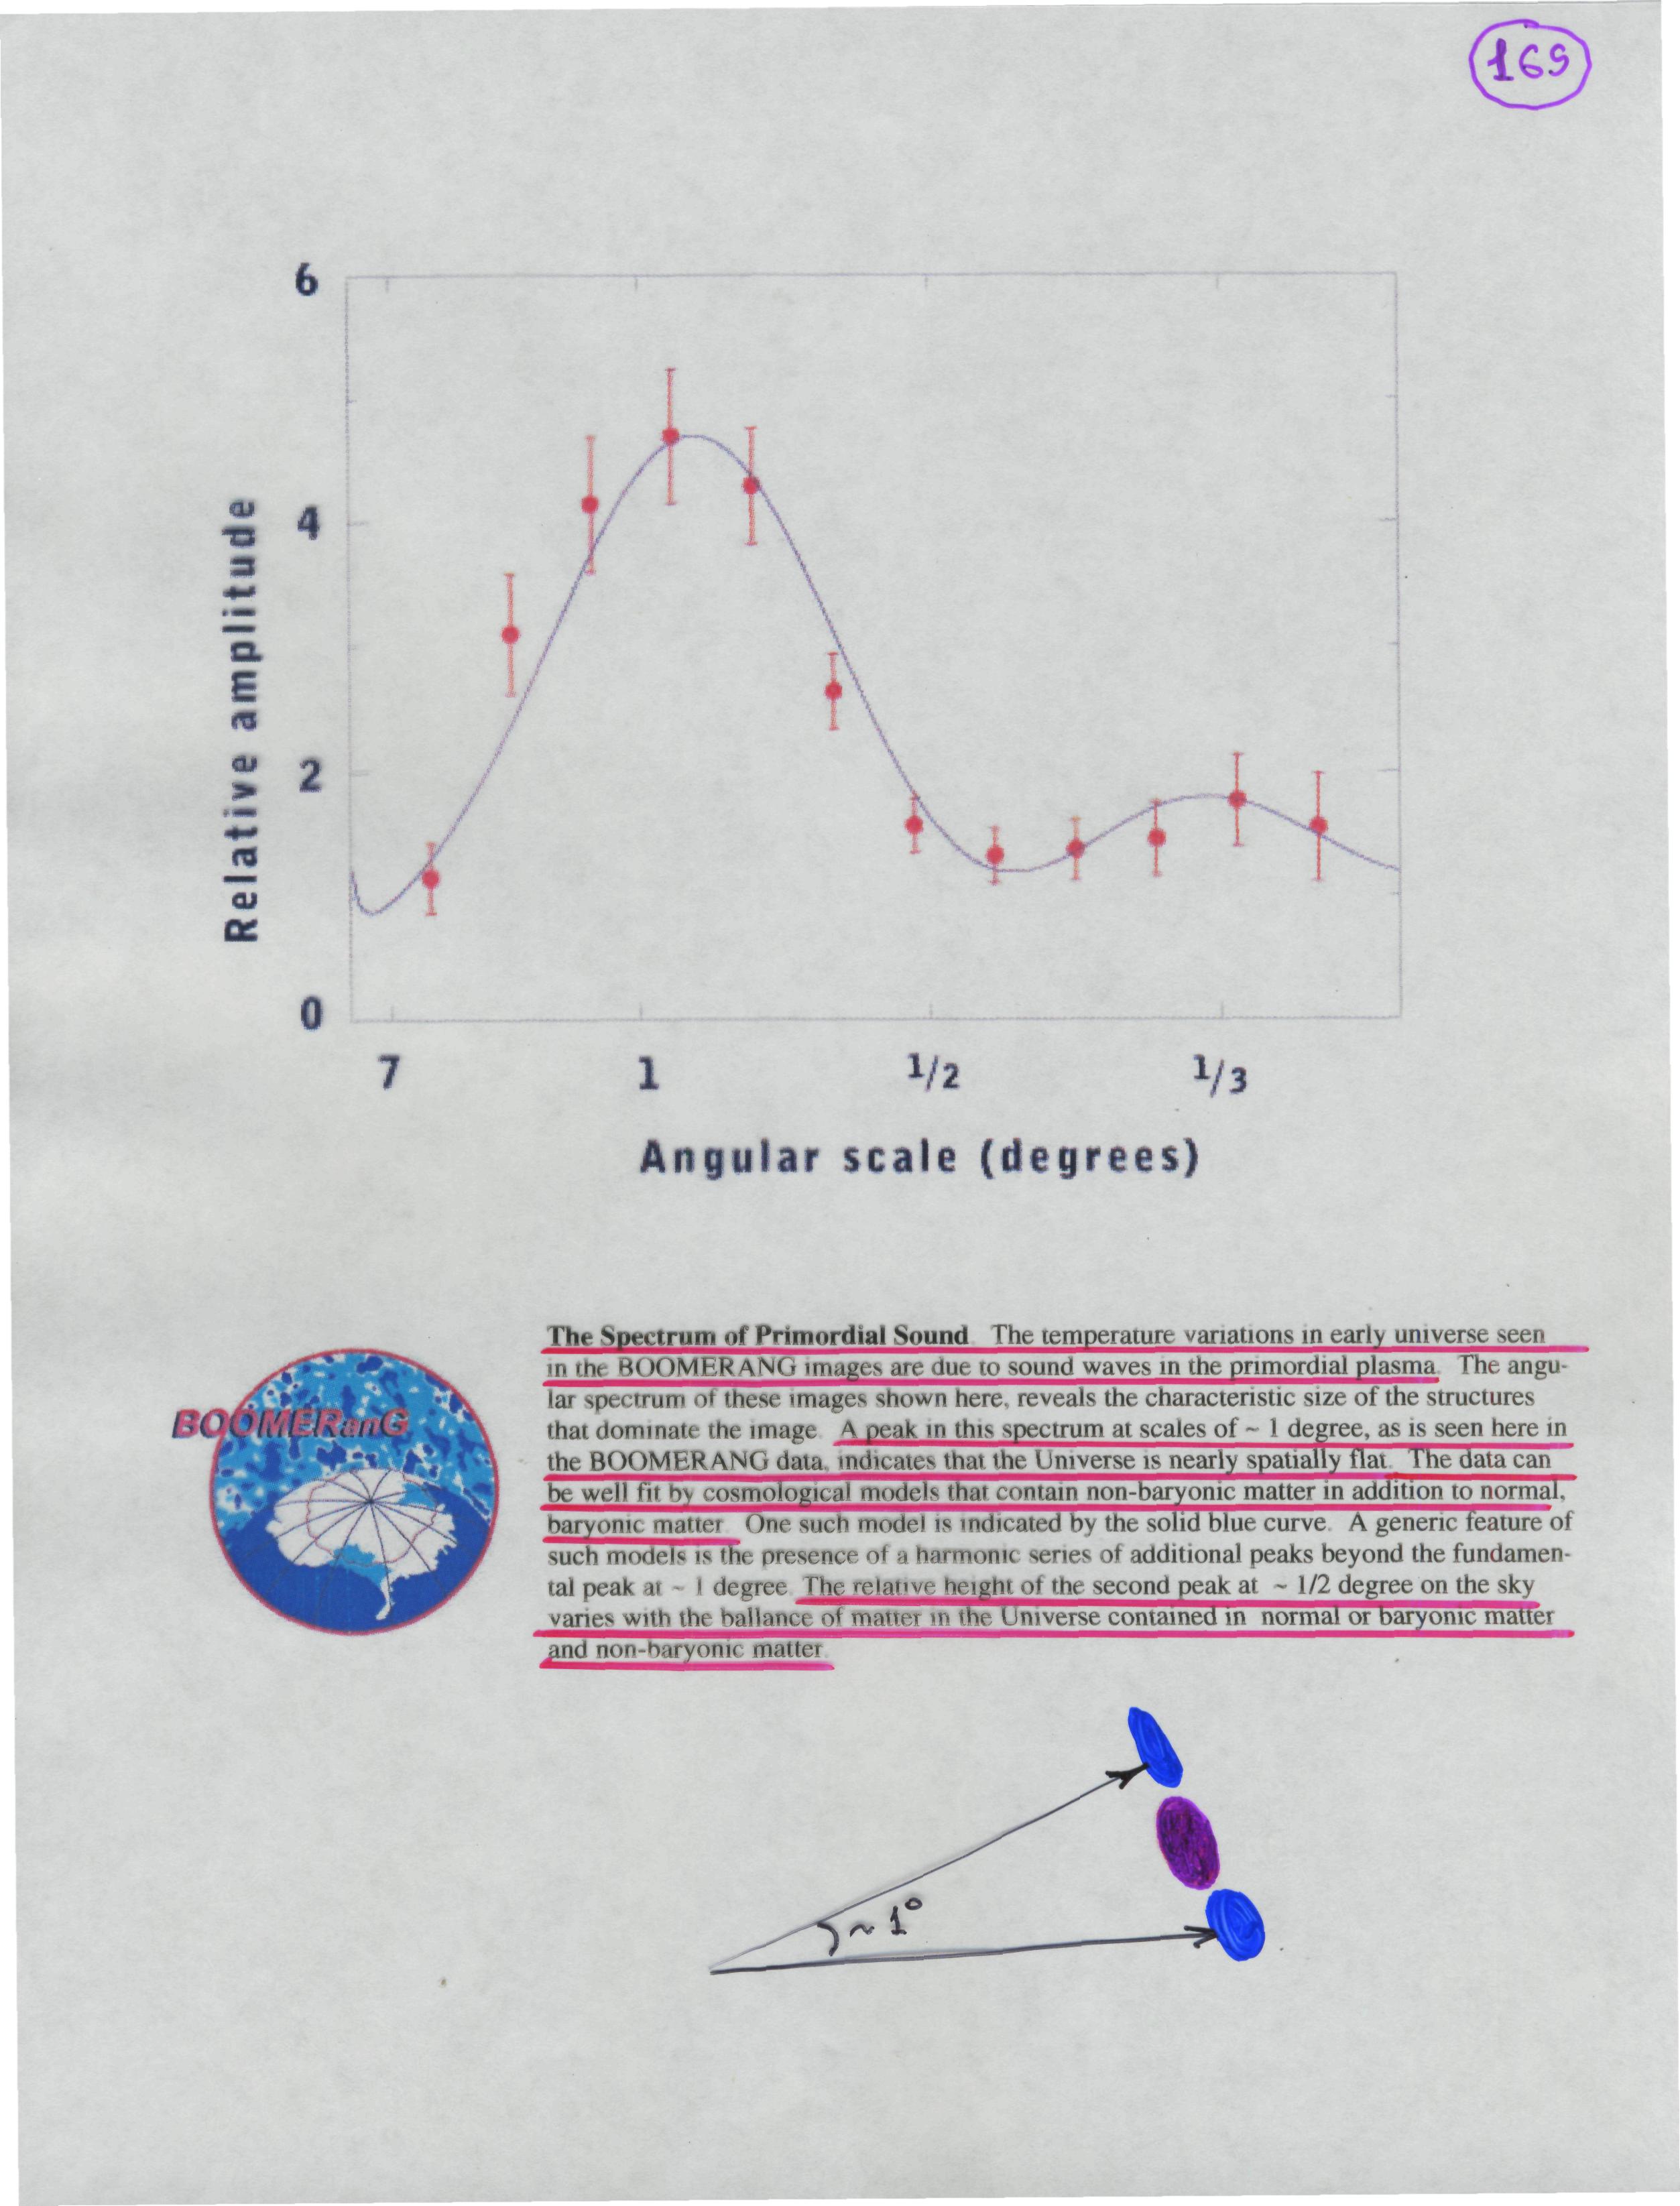 169
6
4
2
0
Relative amplitude
7 1 1/2 1/3
Angular scale (degrees)
BOOMERanG
The Spectrum of Primordial Sound. The temperature variations in early universe seen
in the BOOMERANG images are due to sound waves in the primordial plasma. The angu-
lar spectrum of these images shown here, reveals the characteristic size of the structures
that dominate the image. A peak in this spectrum at scales of ~ 1 degree, as is seen here in
the BOOMERANG data, indicates that the Universe is nearly spatially flat. The data can
be well fit by cosmological models that contain non-baryonic matter in addition to normal,
baryonic matter. One such model is indicated by the solid blue curve. A generic feature of
such models is the presence of a harmonic series of additional peaks beyond the fundamen-
tal peak at ~ 1 degree. The relative height of the second peak at ~ 1/2 degree on the sky
varies with the ballance of matter in the Universe contained in normal or baryonic matter
and non-baryonic matter.
~ 1°